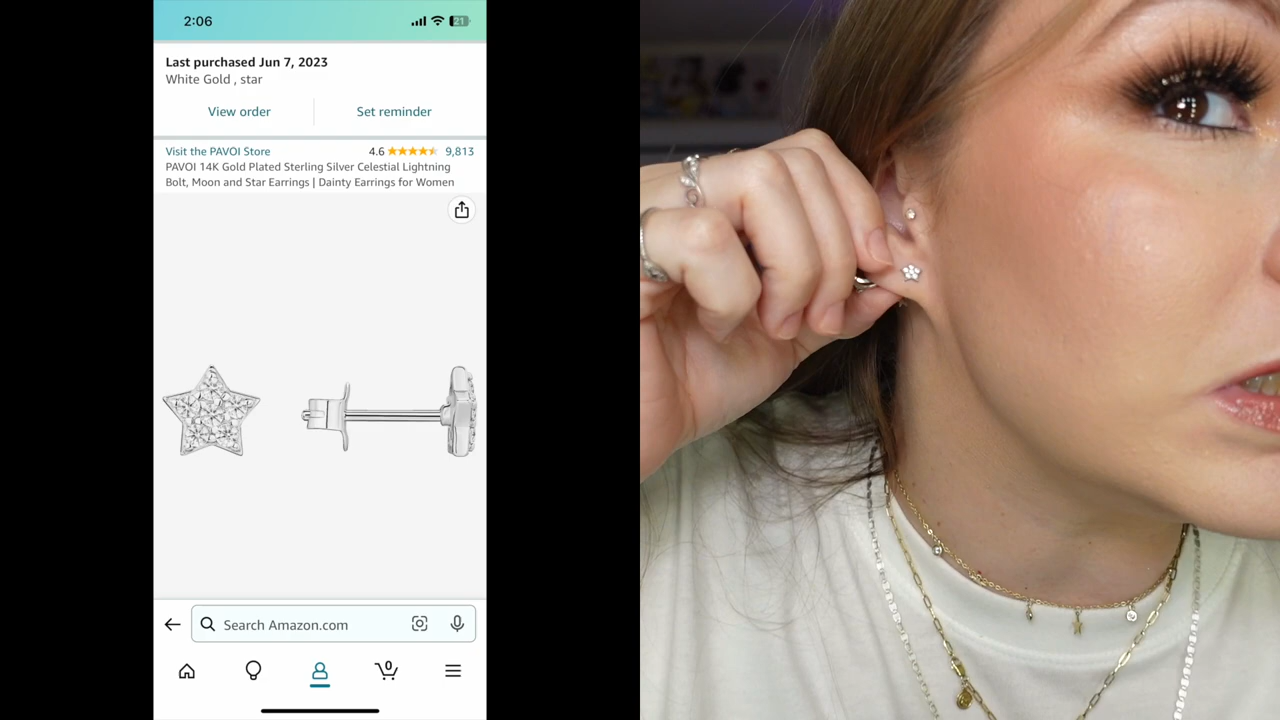 2:06
21
Last purchased Jun 7, 2023
White Gold , star
View order
Set reminder
Visit the PAVOI Store
4.6
9,813
PAVOI 14K Gold Plated Sterling Silver Celestial Lightning
Bolt, Moon and Star Earrings | Dainty Earrings for Women
Search Amazon.com
0